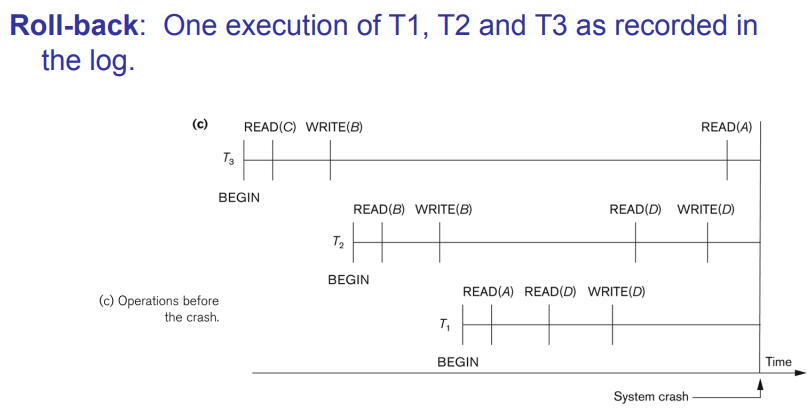 Roll-back: One execution of T1, T2 and T3 as recorded in
the log.
(c) READ(C) WRITE(B) READ(A)
T3
BEGIN
READ(B) WRITE(B) READ(D) WRITE(D)
T2
BEGIN
READ(A) READ(D) WRITE(D)
(c) Operations before
the crash.
T1
BEGIN
Time
System crash